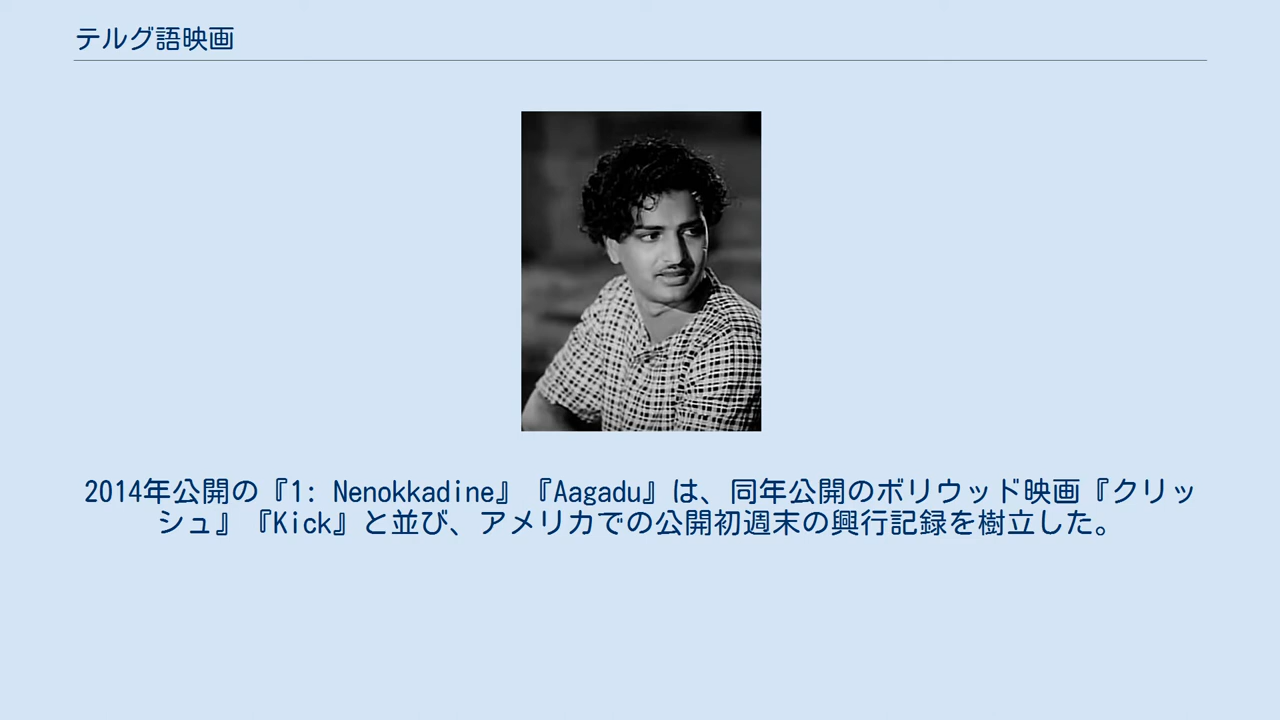 テルグ語映画
2014年公開の『1: Nenokkadine』『Aagadu』は、同年公開のボリウッド映画『クリッ
シュ』『Kick』と並び、アメリカでの公開初週末の興行記録を樹立した。